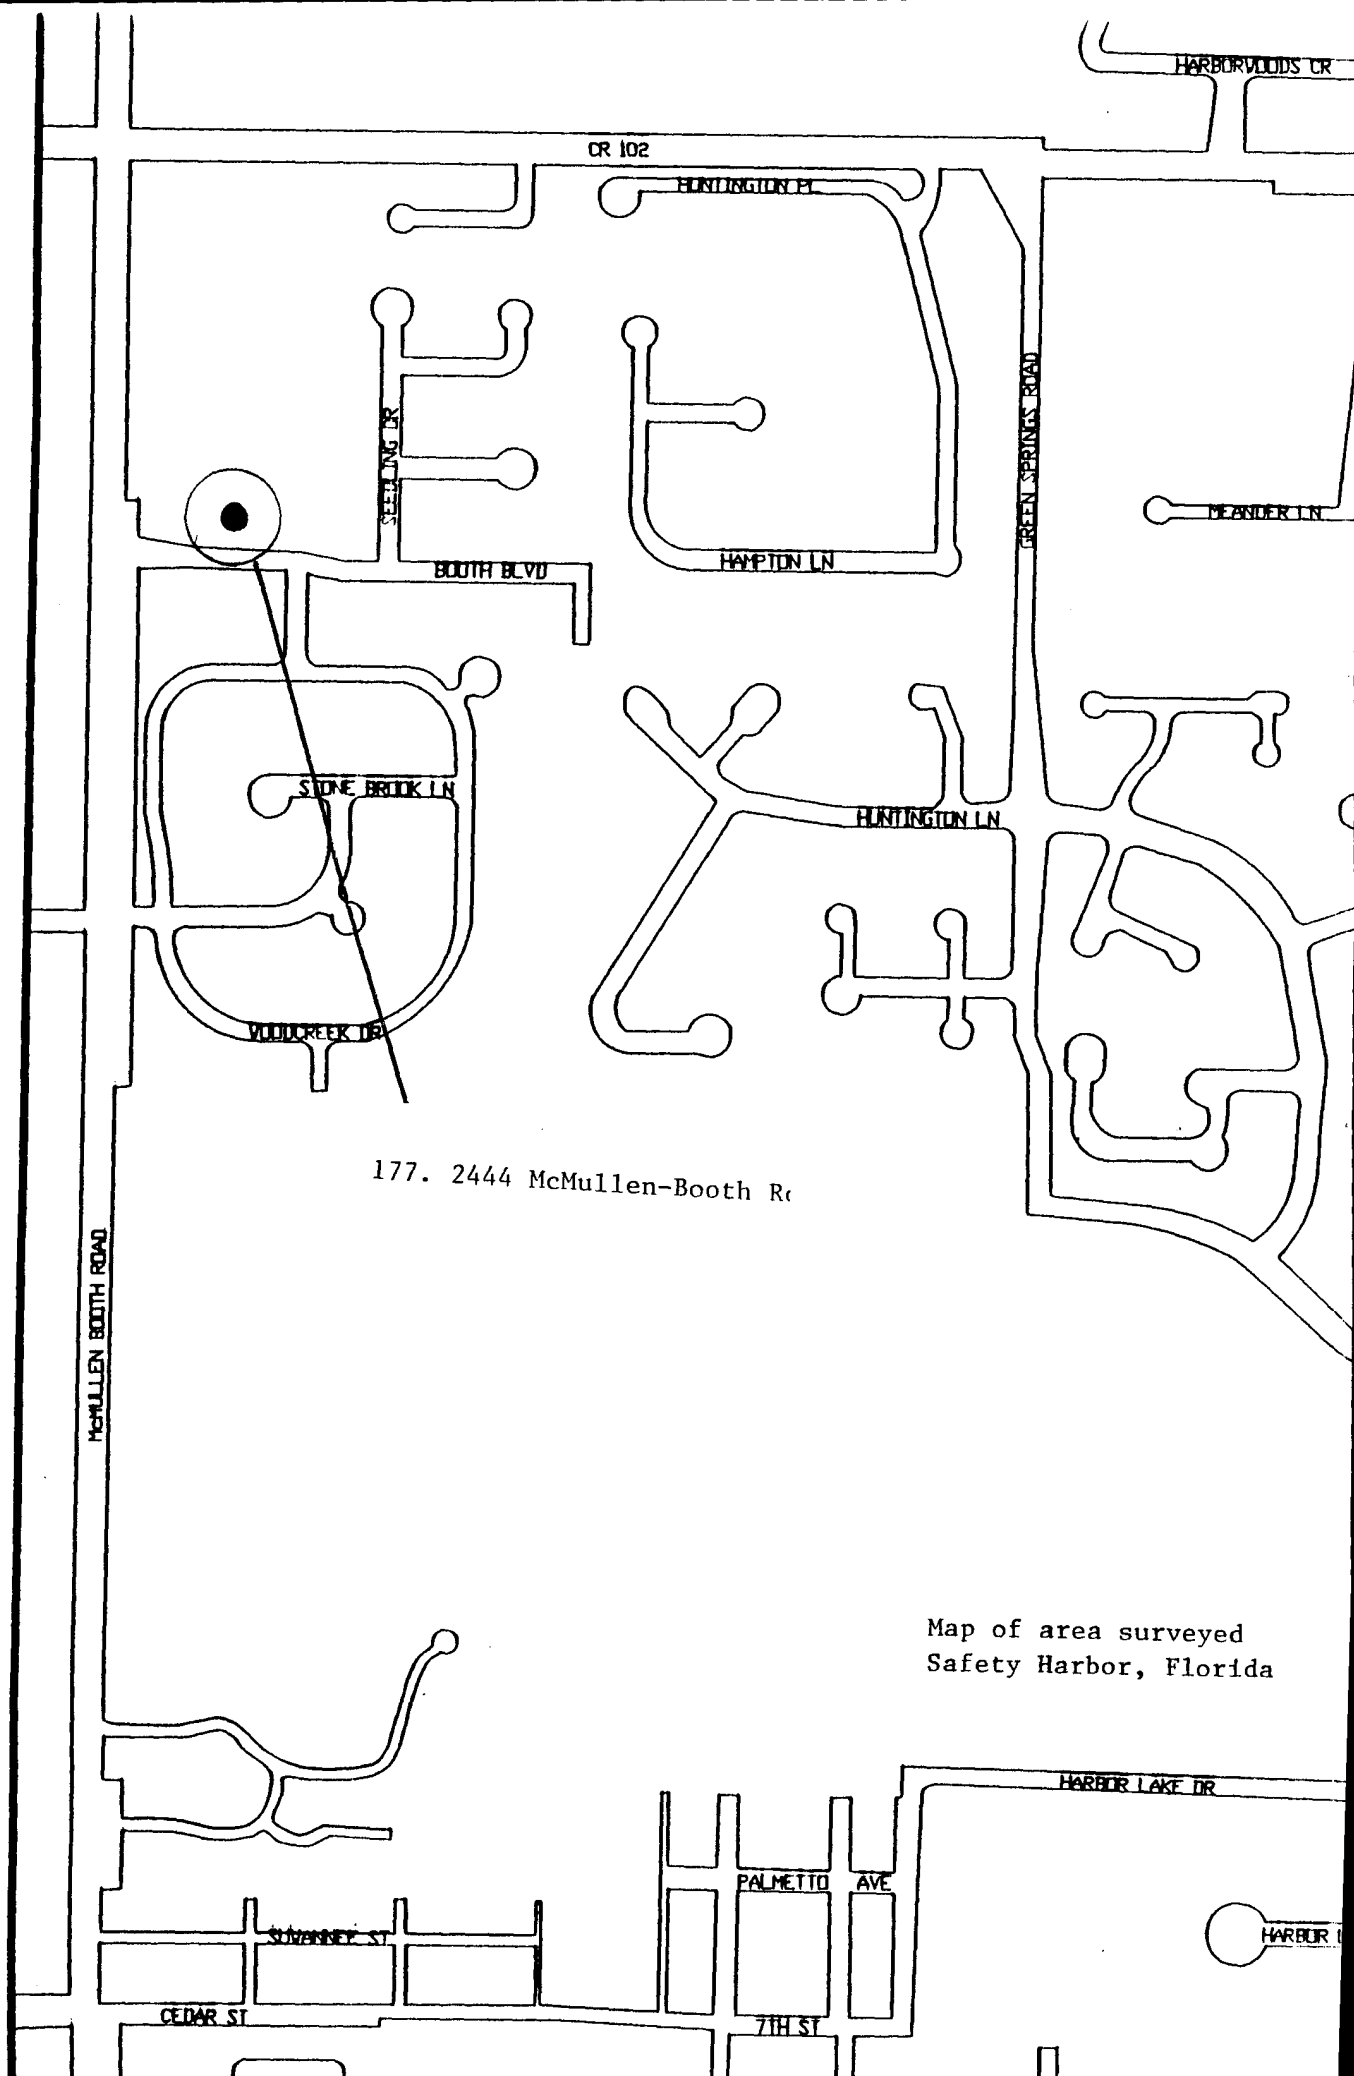 HARBORWOODS CR
CR 102
HUNTINGTON PL
SEEDLING DR
GREEN SPRINGS ROAD
MEANDER LN
HAMPTON LN
BOOTH BLVD
STONE BROOK LN
HUNTINGTON LN
WOODCREEK DR
177. 2444 McMullen-Booth R
McMULLEN BOOTH ROAD
Map of area surveyed
Safety Harbor, Florida
HARBOR LAKE DR
PALMETTO AVE
SUWANNEE ST
HARBOR
CEDAR ST
7TH ST